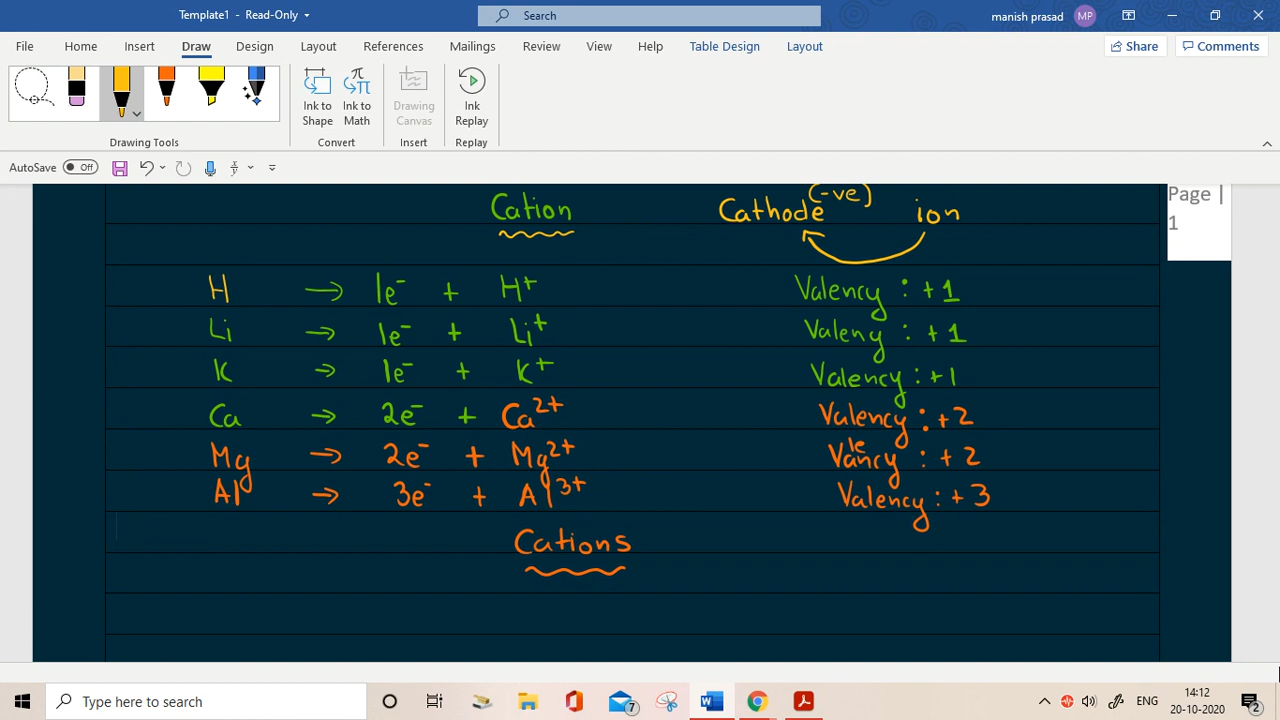 Template1 - Read-Only
Search
manish prasad MP
File Home Insert Draw Design Layout References Mailings Review View Help Table Design Layout Share Comments
Ink to Shape
Ink to Math
Drawing Canvas
Ink Replay
Drawing Tools Convert Insert Replay
AutoSave Off
Page |
1
Cation Cathode (-ve) ion
H → 1e⁻ + H⁺ Valency : +1
Li → 1e⁻ + Li⁺ Valeny : +1
K → 1e⁻ + K⁺ Valency : +1
Ca → 2e⁻ + Ca²⁺ Valency : +2
Mg → 2e⁻ + Mg²⁺ Valency : +2
Al → 3e⁻ + Al³⁺ Valency : +3
Cations
Type here to search
7
ENG
14:12
20-10-2020
2